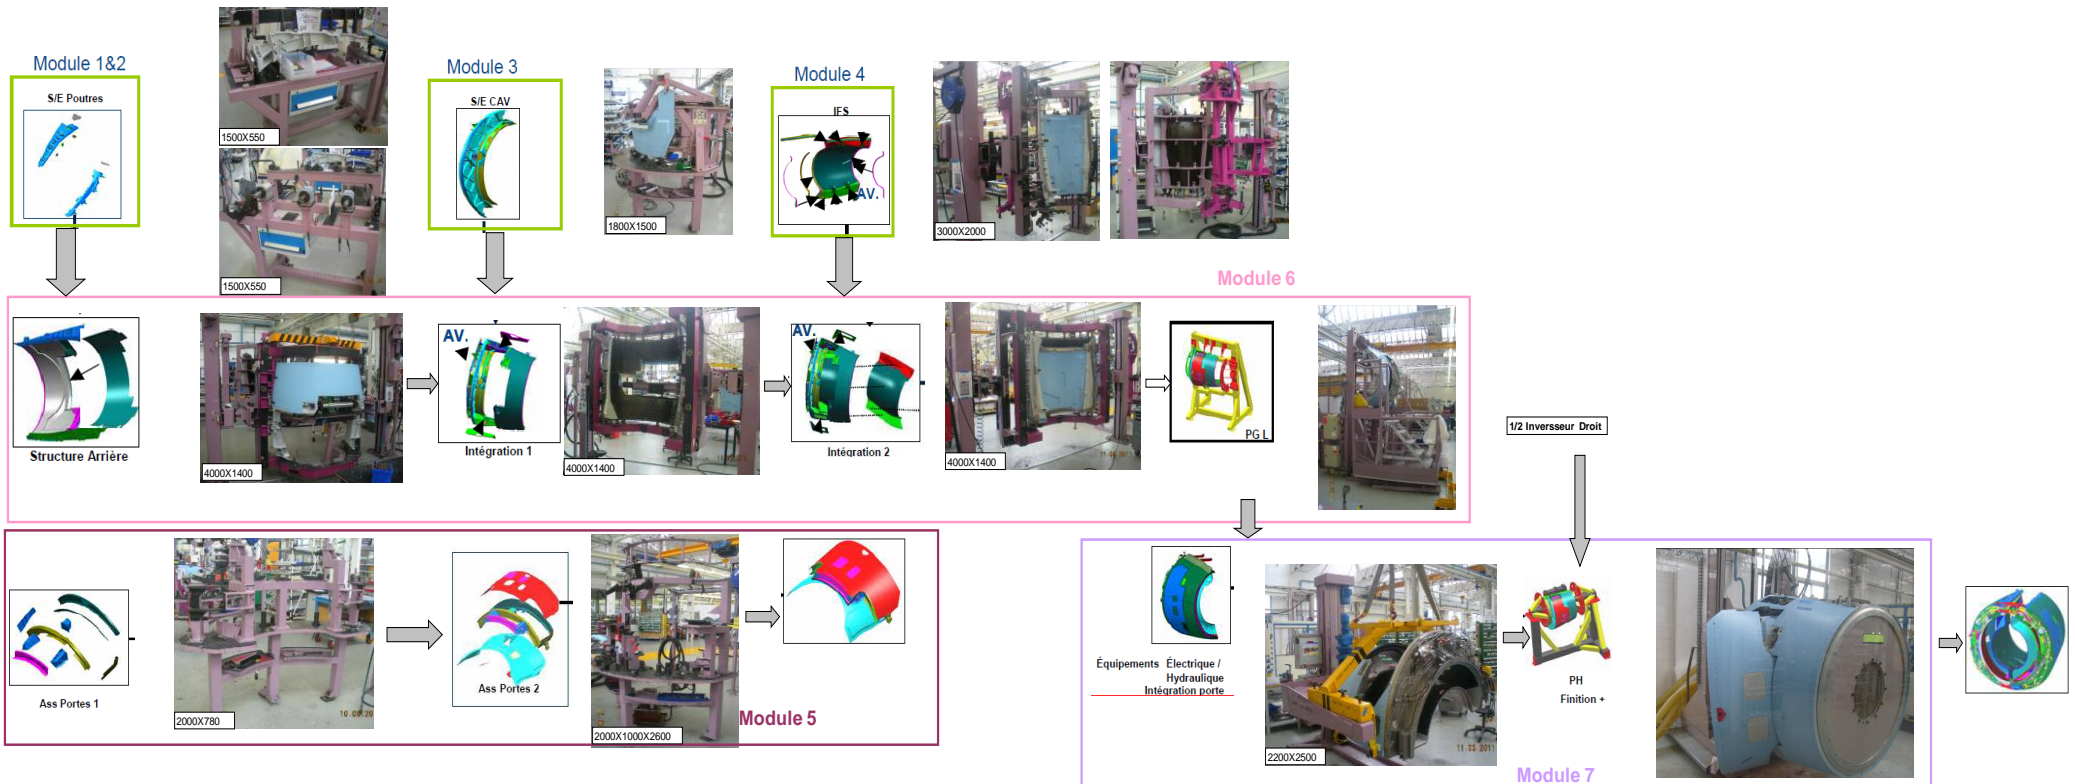 Module 1&2
S/E Poutres
1500X550
1500X550
Module 3
S/E CAV
1800X1500
Module 4
IFS
AV.
3000X2000
Module 6
Structure Arrière
4000X1400
AV.
Intégration 1
4000X1400
AV.
Intégration 2
4000X1400
PG L
1/2 Inversseur Droit
Ass Portes 1
2000X780
Ass Portes 2
2000X1000X2600
Module 5
Équipements Électrique /
Hydraulique
Intégration porte
2200X2500
PH
Finition +
Module 7